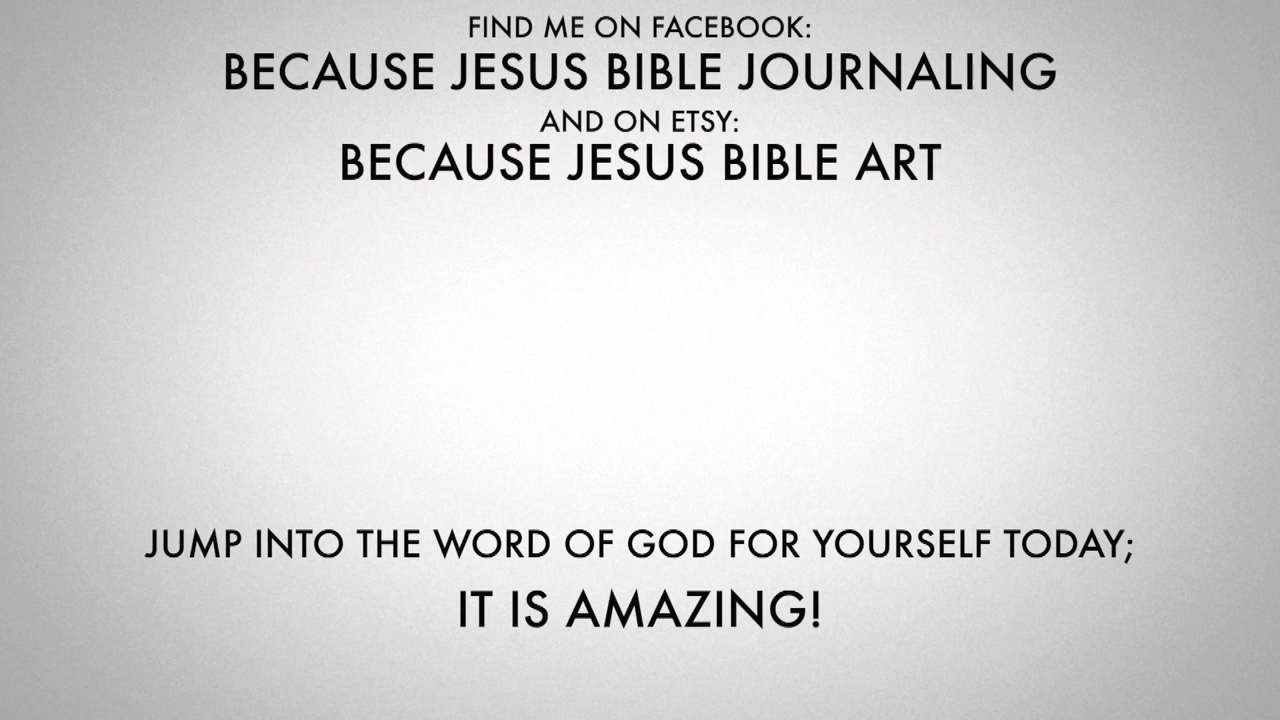 FIND ME ON FACEBOOK:
BECAUSE JESUS BIBLE JOURNALING
AND ON ETSY:
BECAUSE JESUS BIBLE ART
JUMP INTO THE WORD OF GOD FOR YOURSELF TODAY;
IT IS AMAZING!